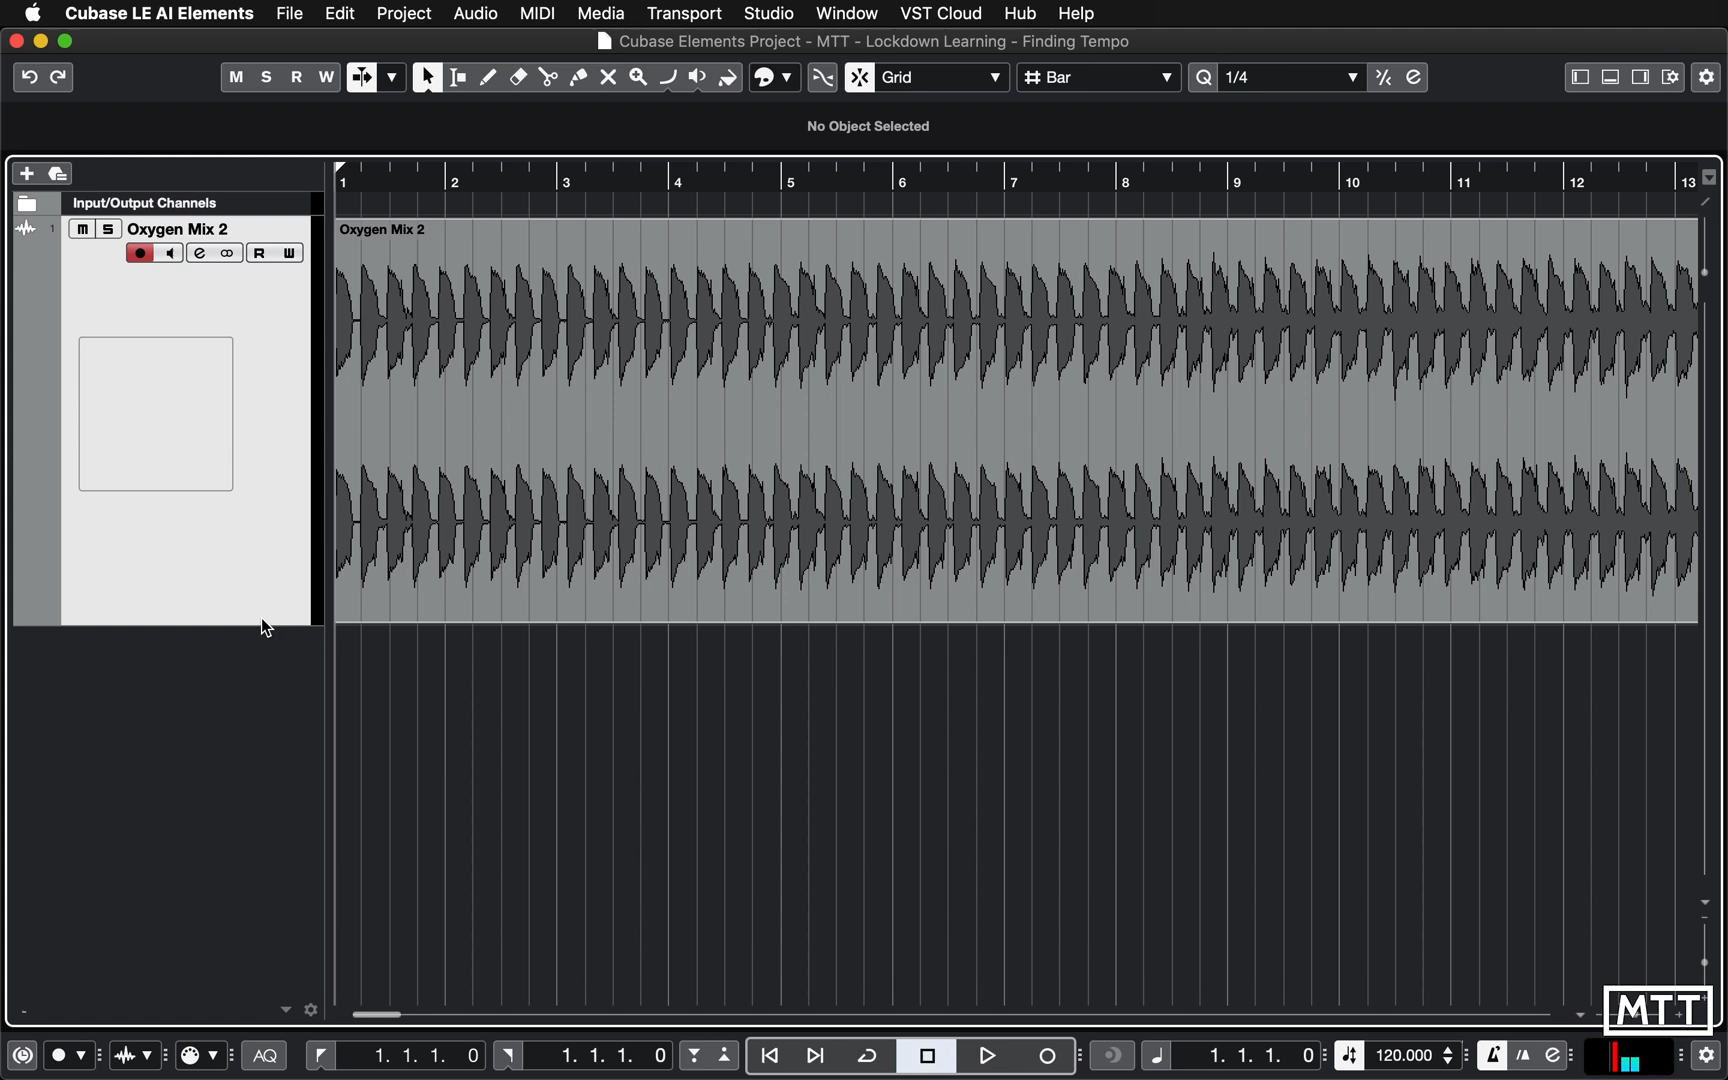 Cubase LE AI Elements File Edit Project Audio MIDI Media Transport Studio Window VST Cloud Hub Help
Cubase Elements Project - MTT - Lockdown Learning - Finding Tempo
M S R W Grid Bar Q 1/4 e
No Object Selected
1 2 3 4 5 6 7 8 9 10 11 12 13
Input/Output Channels
1 m S Oxygen Mix 2
e R W
Oxygen Mix 2
MTT
AQ 1. 1. 1. 0 1. 1. 1. 0 1. 1. 1. 0 120.000 e